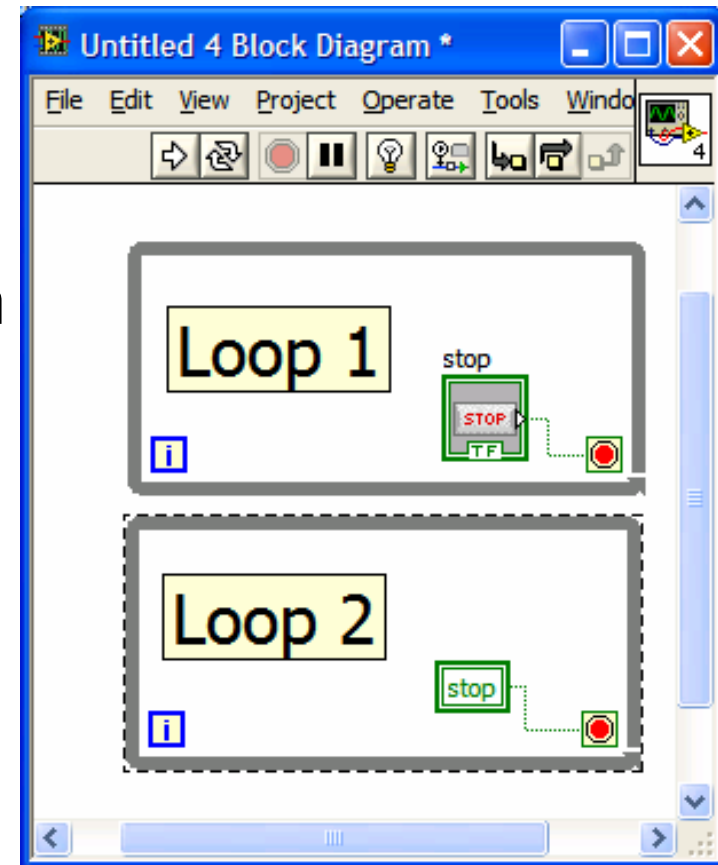 Untitled 4 Block Diagram *
File Edit View Project Operate Tools Windo
4
n
Loop 1
stop
STOP
TF
i
Loop 2
stop
i